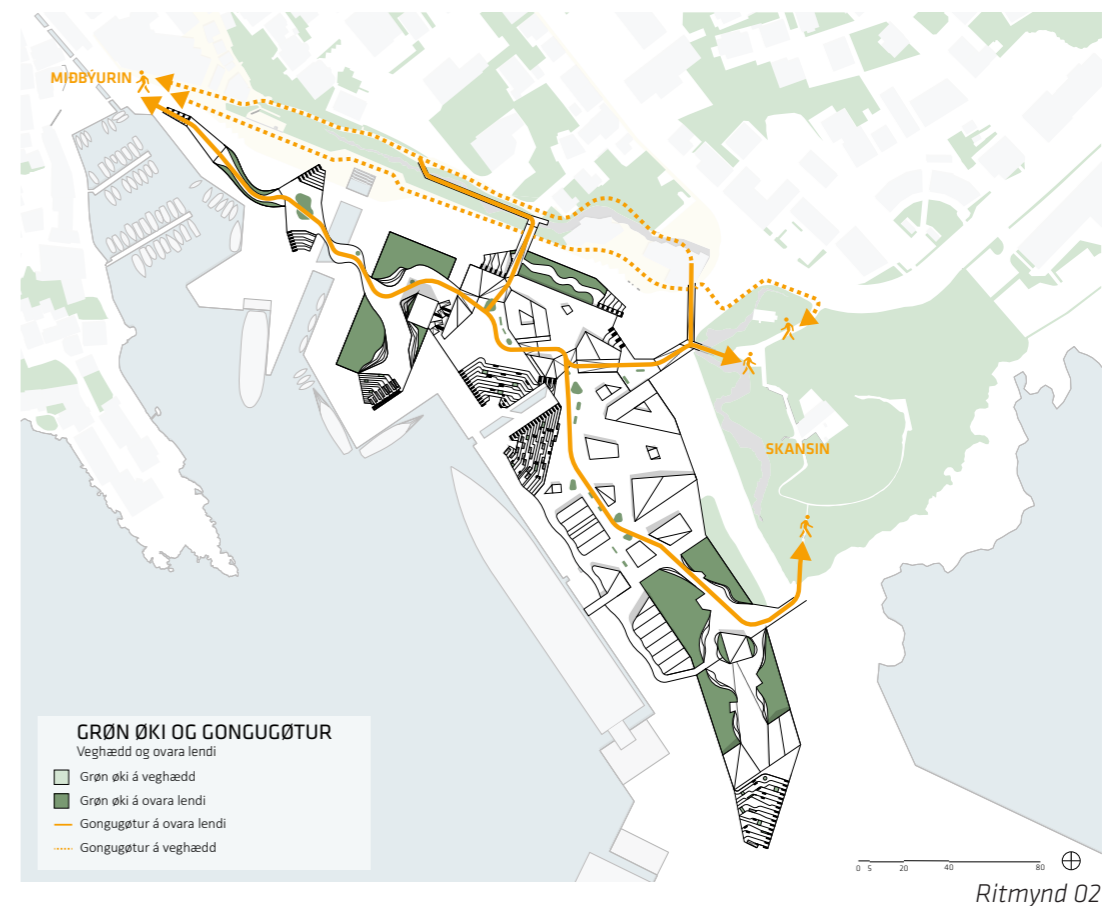 MIÐBÝURIN
SKANSIN
GRØN ØKI OG GONGUGØTUR
Veghædd og ovara lendi
Grøn øki á veghædd
Grøn øki á ovara lendi
Gongugøtur á ovara lendi
Gongugøtur á veghædd
0 5 20 40 80
Ritmynd 02